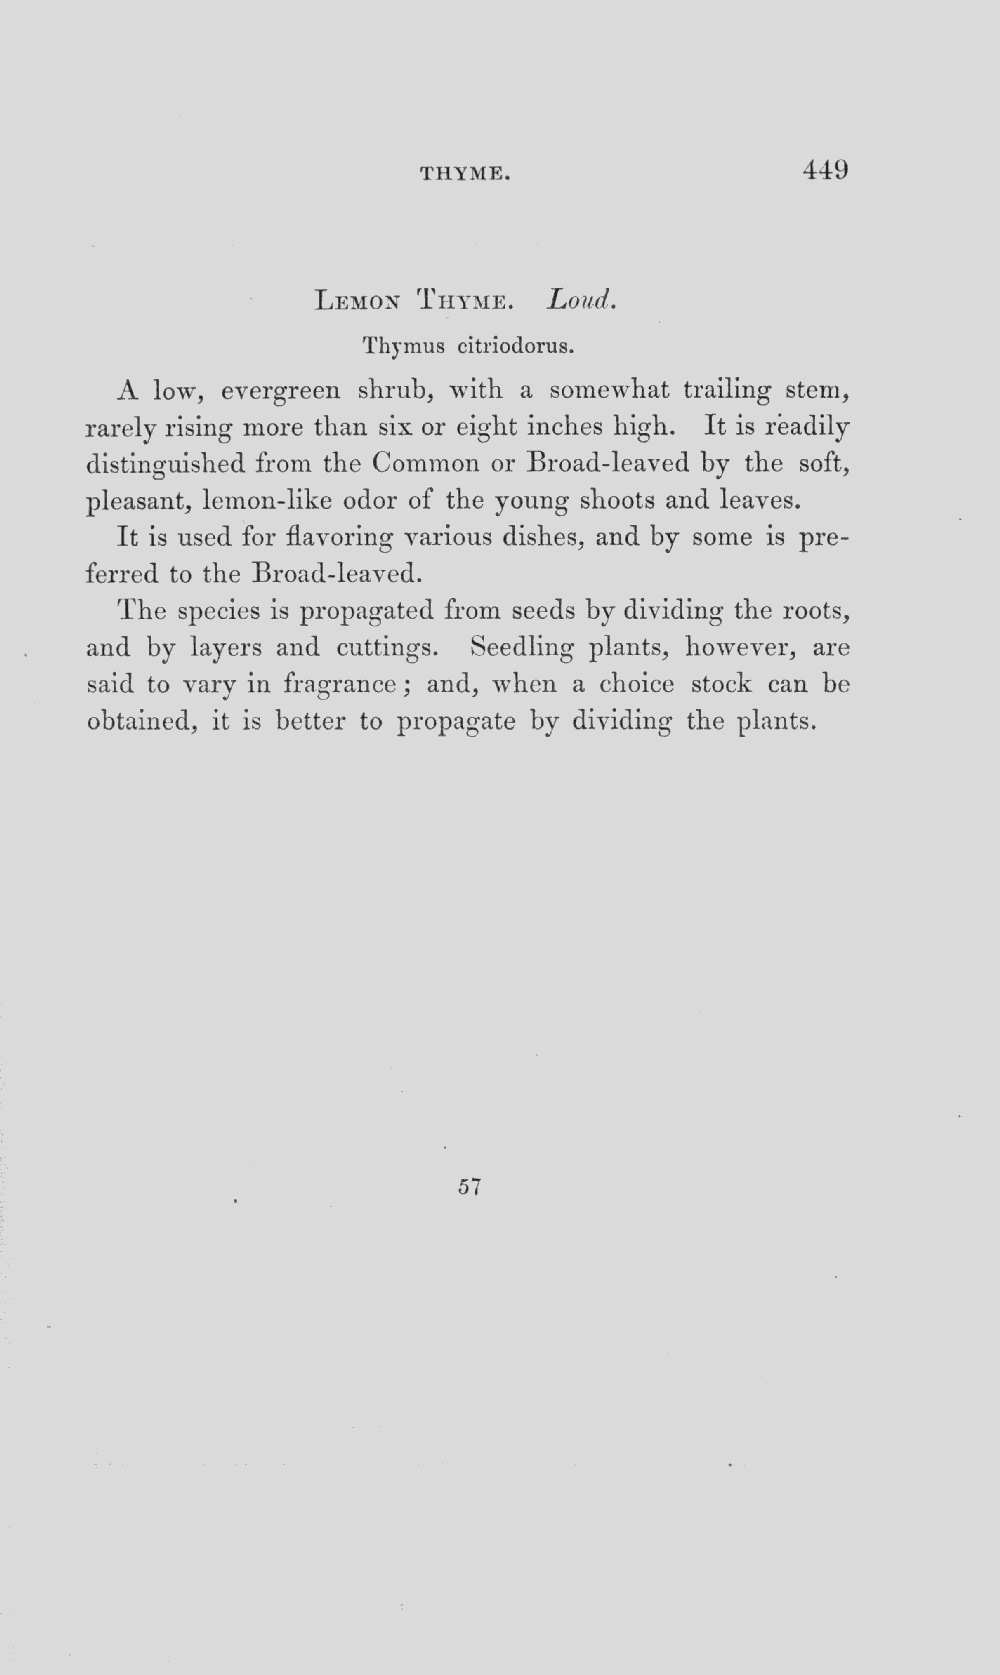 THYME. 449
LEMON THYME. Loud.
Thymus citriodorus.
A low, evergreen shrub, with a somewhat trailing stem,
rarely rising more than six or eight inches high. It is readily
distinguished from the Common or Broad-leaved by the soft,
pleasant, lemon-like odor of the young shoots and leaves.
It is used for flavoring various dishes, and by some is pre-
ferred to the Broad-leaved.
The species is propagated from seeds by dividing the roots,
and by layers and cuttings. Seedling plants, however, are
said to vary in fragrance; and, when a choice stock can be
obtained, it is better to propagate by dividing the plants.
57